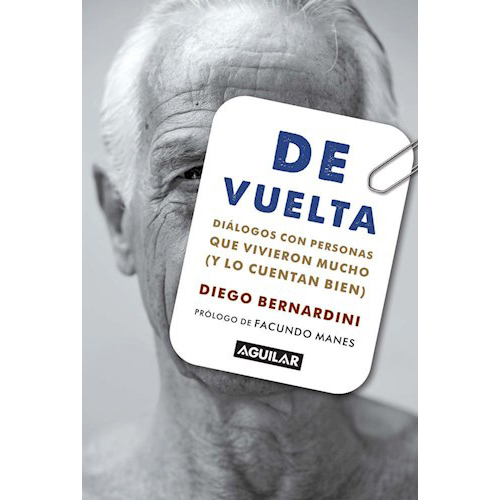 DE
VUELTA
DIÁLOGOS CON PERSONAS
QUE VIVIERON MUCHO
(Y LO CUENTAN BIEN)
DIEGO BERNARDINI
PRÓLOGO DE FACUNDO MANES
AGUILAR